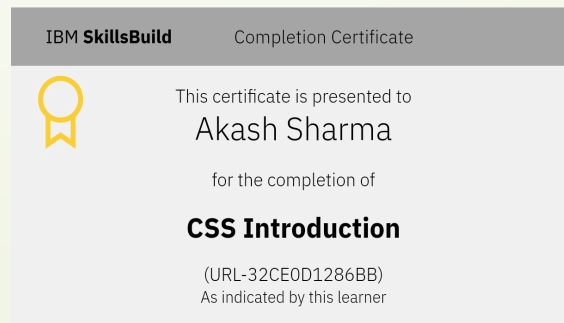 IBM SkillsBuild Completion Certificate
This certificate is presented to
Akash Sharma
for the completion of
CSS Introduction
(URL-32CE0D1286BB)
As indicated by this learner